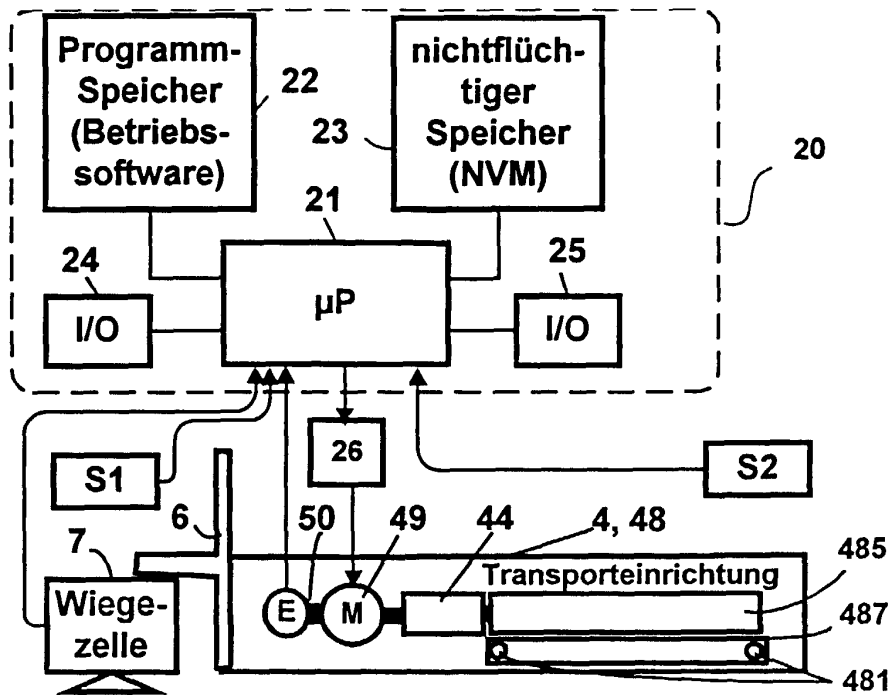 Programm-
Speicher
(Betriebs-
software)
22
nichtflüch-
tiger
Speicher
(NVM)
23
20
21
24
I/O
µP
25
I/O
26
S1
S2
6
50
49
44
4, 48
7
Wiege-
zelle
E
M
Transporteinrichtung
485
487
481